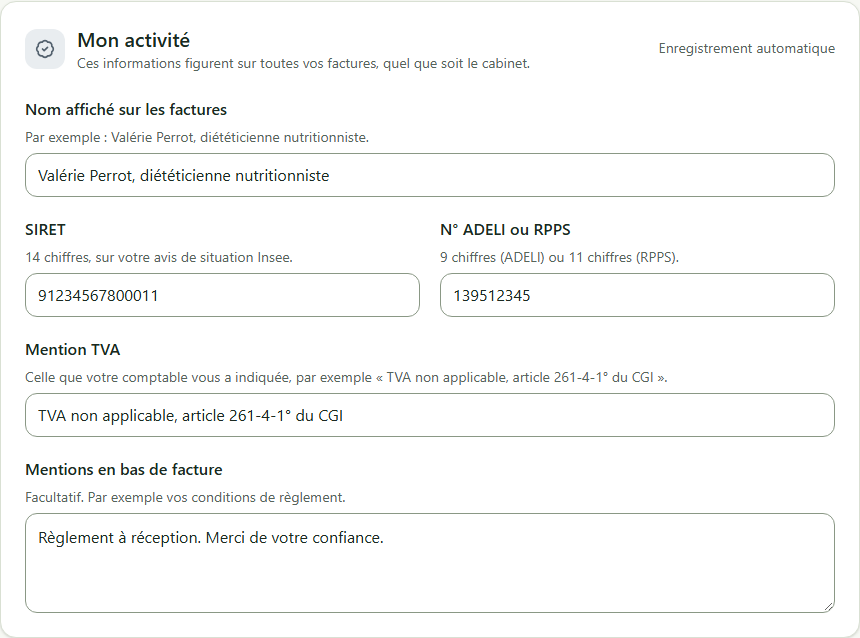 Mon activité
Ces informations figurent sur toutes vos factures, quel que soit le cabinet.
Enregistrement automatique
Nom affiché sur les factures
Par exemple : Valérie Perrot, diététicienne nutritionniste.
Valérie Perrot, diététicienne nutritionniste
SIRET
14 chiffres, sur votre avis de situation Insee.
91234567800011
N° ADELI ou RPPS
9 chiffres (ADELI) ou 11 chiffres (RPPS).
139512345
Mention TVA
Celle que votre comptable vous a indiquée, par exemple « TVA non applicable, article 261-4-1° du CGI ».
TVA non applicable, article 261-4-1° du CGI
Mentions en bas de facture
Facultatif. Par exemple vos conditions de règlement.
Règlement à réception. Merci de votre confiance.